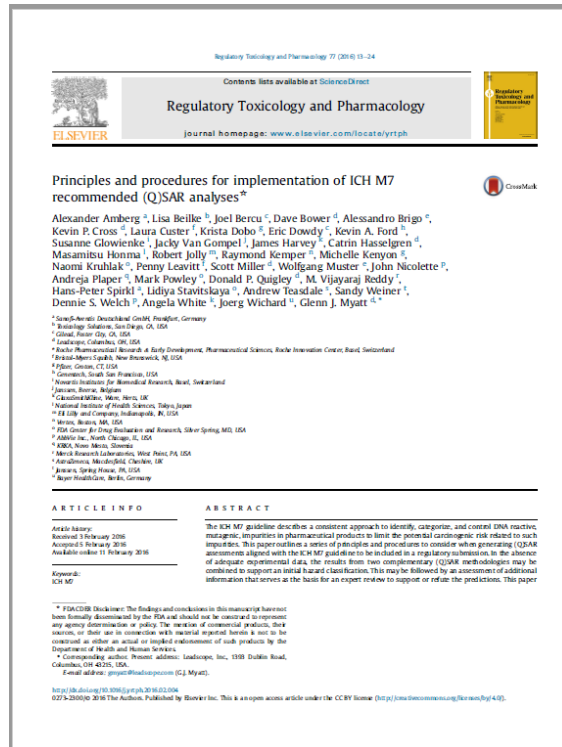 Regulatory Toxicology and Pharmacology 77 (2016) 13–24
Contents lists available at ScienceDirect
Regulatory Toxicology and Pharmacology
journal homepage: www.elsevier.com/locate/yrtph
ELSEVIER
Regulatory
Toxicology and
Pharmacology
Principles and procedures for implementation of ICH M7
recommended (Q)SAR analyses☆
CrossMark
Alexander Amberg a, Lisa Beilke b, Joel Bercu c, Dave Bower d, Alessandro Brigo e,
Kevin P. Cross d, Laura Custer f, Krista Dobo g, Eric Dowdy c, Kevin A. Ford h,
Susanne Glowienke i, Jacky Van Gompel j, James Harvey k, Catrin Hasselgren d,
Masamitsu Honma l, Robert Jolly m, Raymond Kemper n, Michelle Kenyon g,
Naomi Kruhlak o, Penny Leavitt f, Scott Miller d, Wolfgang Muster e, John Nicolette p,
Andreja Plaper q, Mark Powley o, Donald P. Quigley d, M. Vijayaraj Reddy r,
Hans-Peter Spirkl a, Lidiya Stavitskaya o, Andrew Teasdale s, Sandy Weiner t,
Dennie S. Welch p, Angela White k, Joerg Wichard u, Glenn J. Myatt d, *
a Sanofi-Aventis Deutschland GmbH, Frankfurt, Germany
b Toxicology Solutions, San Diego, CA, USA
c Gilead, Foster City, CA, USA
d Leadscope, Columbus, OH, USA
e Roche Pharmaceutical Research & Early Development, Pharmaceutical Sciences, Roche Innovation Center, Basel, Switzerland
f Bristol-Myers Squibb, New Brunswick, NJ, USA
g Pfizer, Groton, CT, USA
h Genentech, South San Francisco, USA
i Novartis Institutes for Biomedical Research, Basel, Switzerland
j Janssen, Beerse, Belgium
k GlaxoSmithKline, Ware, Herts, UK
l National Institute of Health Sciences, Tokyo, Japan
m Eli Lilly and Company, Indianapolis, IN, USA
n Vertex, Boston, MA, USA
o FDA Center for Drug Evaluation and Research, Silver Spring, MD, USA
p AbbVie Inc., North Chicago, IL, USA
q KRKA, Novo Mesto, Slovenia
r Merck Research Laboratories, West Point, PA, USA
s AstraZeneca, Macclesfield, Cheshire, UK
t Janssen, Spring House, PA, USA
u Bayer HealthCare, Berlin, Germany
ARTICLE INFO
Article history:
Received 3 February 2016
Accepted 5 February 2016
Available online 11 February 2016
Keywords:
ICH M7
ABSTRACT
The ICH M7 guideline describes a consistent approach to identify, categorize, and control DNA reactive,
mutagenic, impurities in pharmaceutical products to limit the potential carcinogenic risk related to such
impurities. This paper outlines a series of principles and procedures to consider when generating (Q)SAR
assessments aligned with the ICH M7 guideline to be included in a regulatory submission. In the absence
of adequate experimental data, the results from two complementary (Q)SAR methodologies may be
combined to support an initial hazard classification. This may be followed by an assessment of additional
information that serves as the basis for an expert review to support or refute the predictions. This paper
☆ FDA CDER Disclaimer: The findings and conclusions in this manuscript have not
been formally disseminated by the FDA and should not be construed to represent
any agency determination or policy. The mention of commercial products, their
sources, or their use in connection with material reported herein is not to be
construed as either an actual or implied endorsement of such products by the
Department of Health and Human Services.
* Corresponding author. Present address: Leadscope, Inc., 1393 Dublin Road,
Columbus, OH 43215, USA.
E-mail address: gmyatt@leadscope.com (G.J. Myatt).
http://dx.doi.org/10.1016/j.yrtph.2016.02.004
0273-2300/© 2016 The Authors. Published by Elsevier Inc. This is an open access article under the CC BY license (http://creativecommons.org/licenses/by/4.0/).